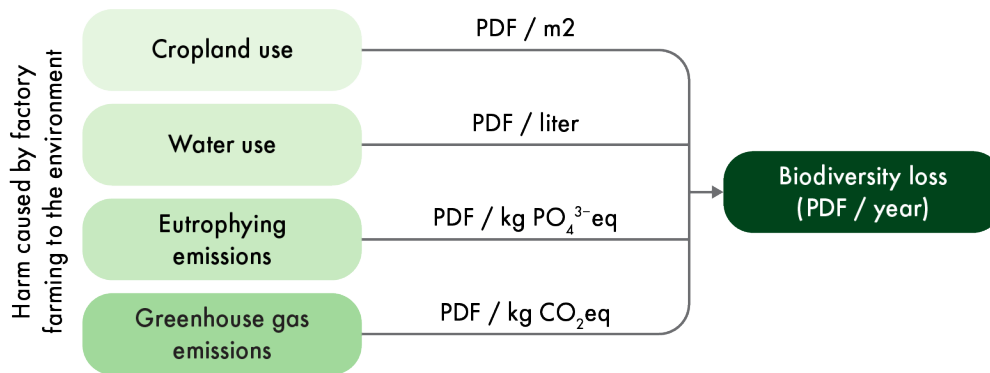 Harm caused by factory
farming to the environment
Cropland use
PDF / m2
Water use
PDF / liter
Eutrophying
emissions
PDF / kg PO₄³⁻eq
Greenhouse gas
emissions
PDF / kg CO₂eq
Biodiversity loss
(PDF / year)